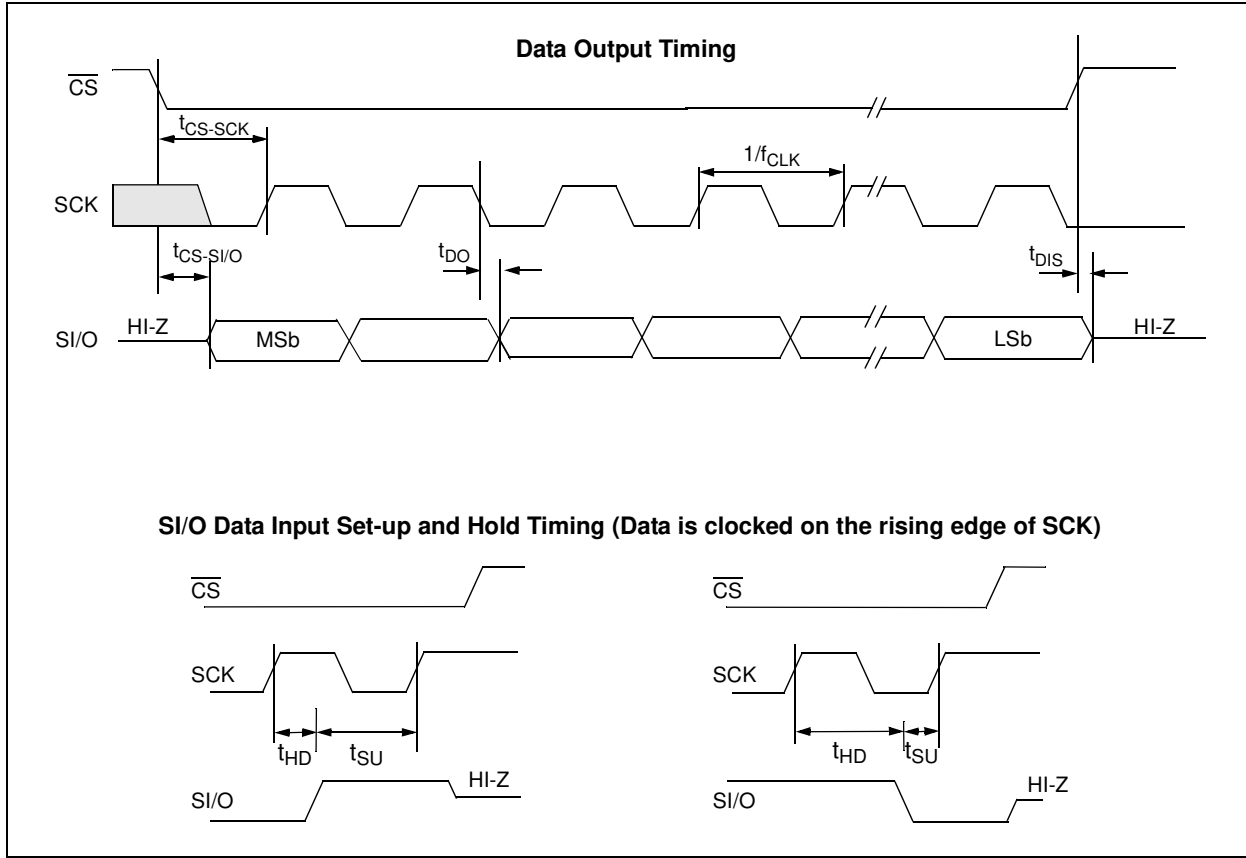 Data Output Timing
CS
tCS-SCK
1/fCLK
SCK
tCS-SI/O
tDO
tDIS
SI/O
HI-Z
MSb
LSb
HI-Z
SI/O Data Input Set-up and Hold Timing (Data is clocked on the rising edge of SCK)
CS
SCK
tHD
tSU
SI/O
HI-Z
CS
SCK
tHD
tSU
SI/O
HI-Z